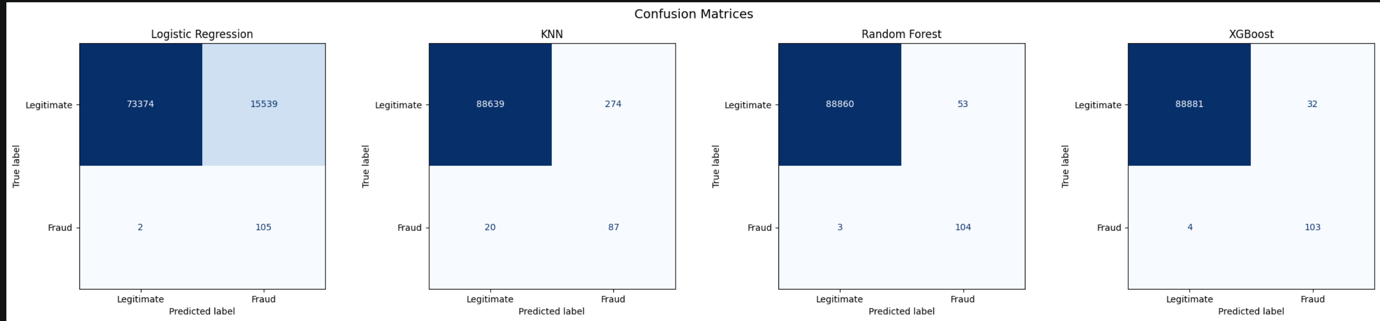 Confusion Matrices
Logistic Regression
True label
Legitimate
73374
15539
Fraud
2
105
Legitimate
Fraud
Predicted label
KNN
True label
Legitimate
88639
274
Fraud
20
87
Legitimate
Fraud
Predicted label
Random Forest
True label
Legitimate
88860
53
Fraud
3
104
Legitimate
Fraud
Predicted label
XGBoost
True label
Legitimate
88881
32
Fraud
4
103
Legitimate
Fraud
Predicted label